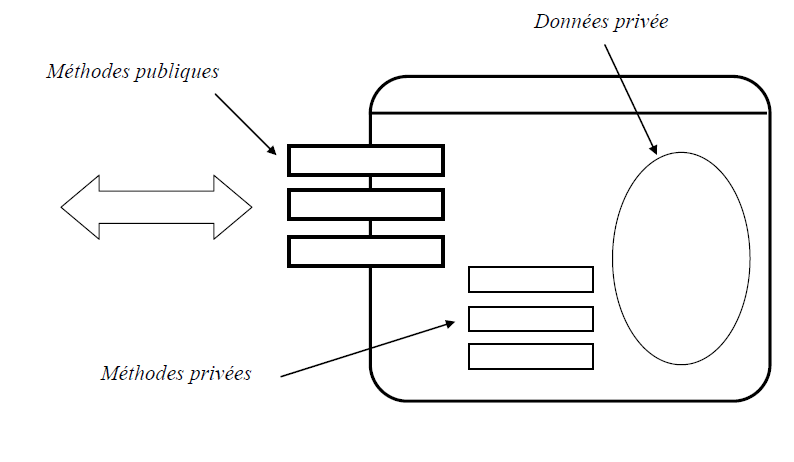 Données privée
Méthodes publiques
Méthodes privées